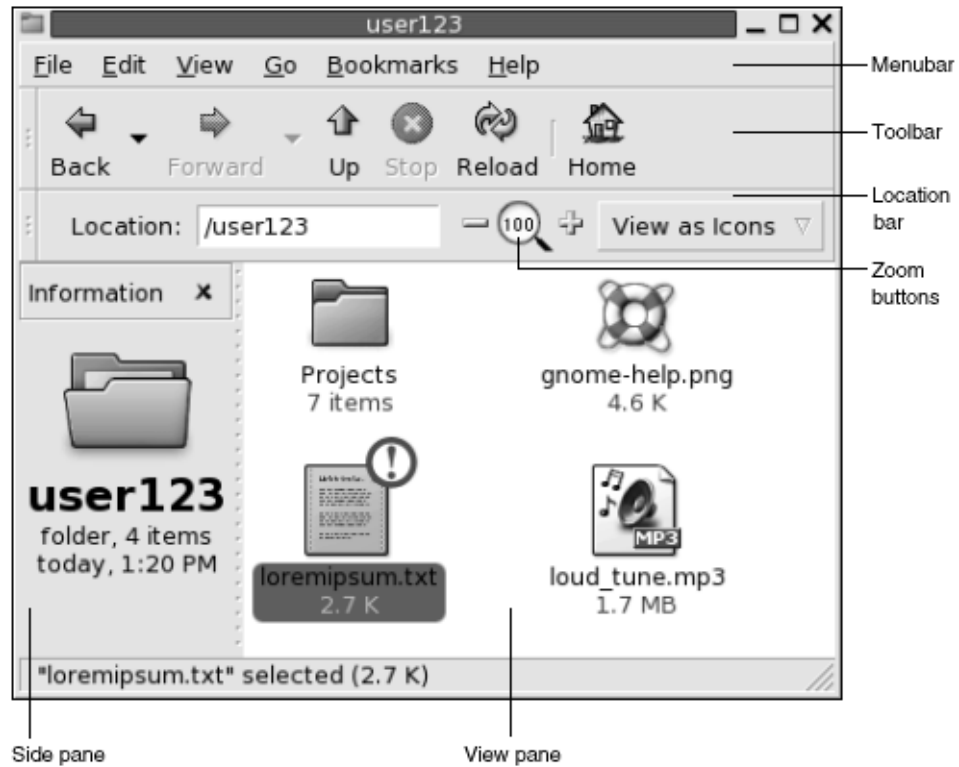 user123
File Edit View Go Bookmarks Help
Menubar
Back Forward Up Stop Reload Home
Toolbar
Location: /user123 100 View as Icons
Location
bar
Zoom
buttons
Information
Projects
7 items
gnome-help.png
4.6 K
user123
folder, 4 items
today, 1:20 PM
MP3
loremipsum.txt
2.7 K
loud_tune.mp3
1.7 MB
"loremipsum.txt" selected (2.7 K)
Side pane
View pane